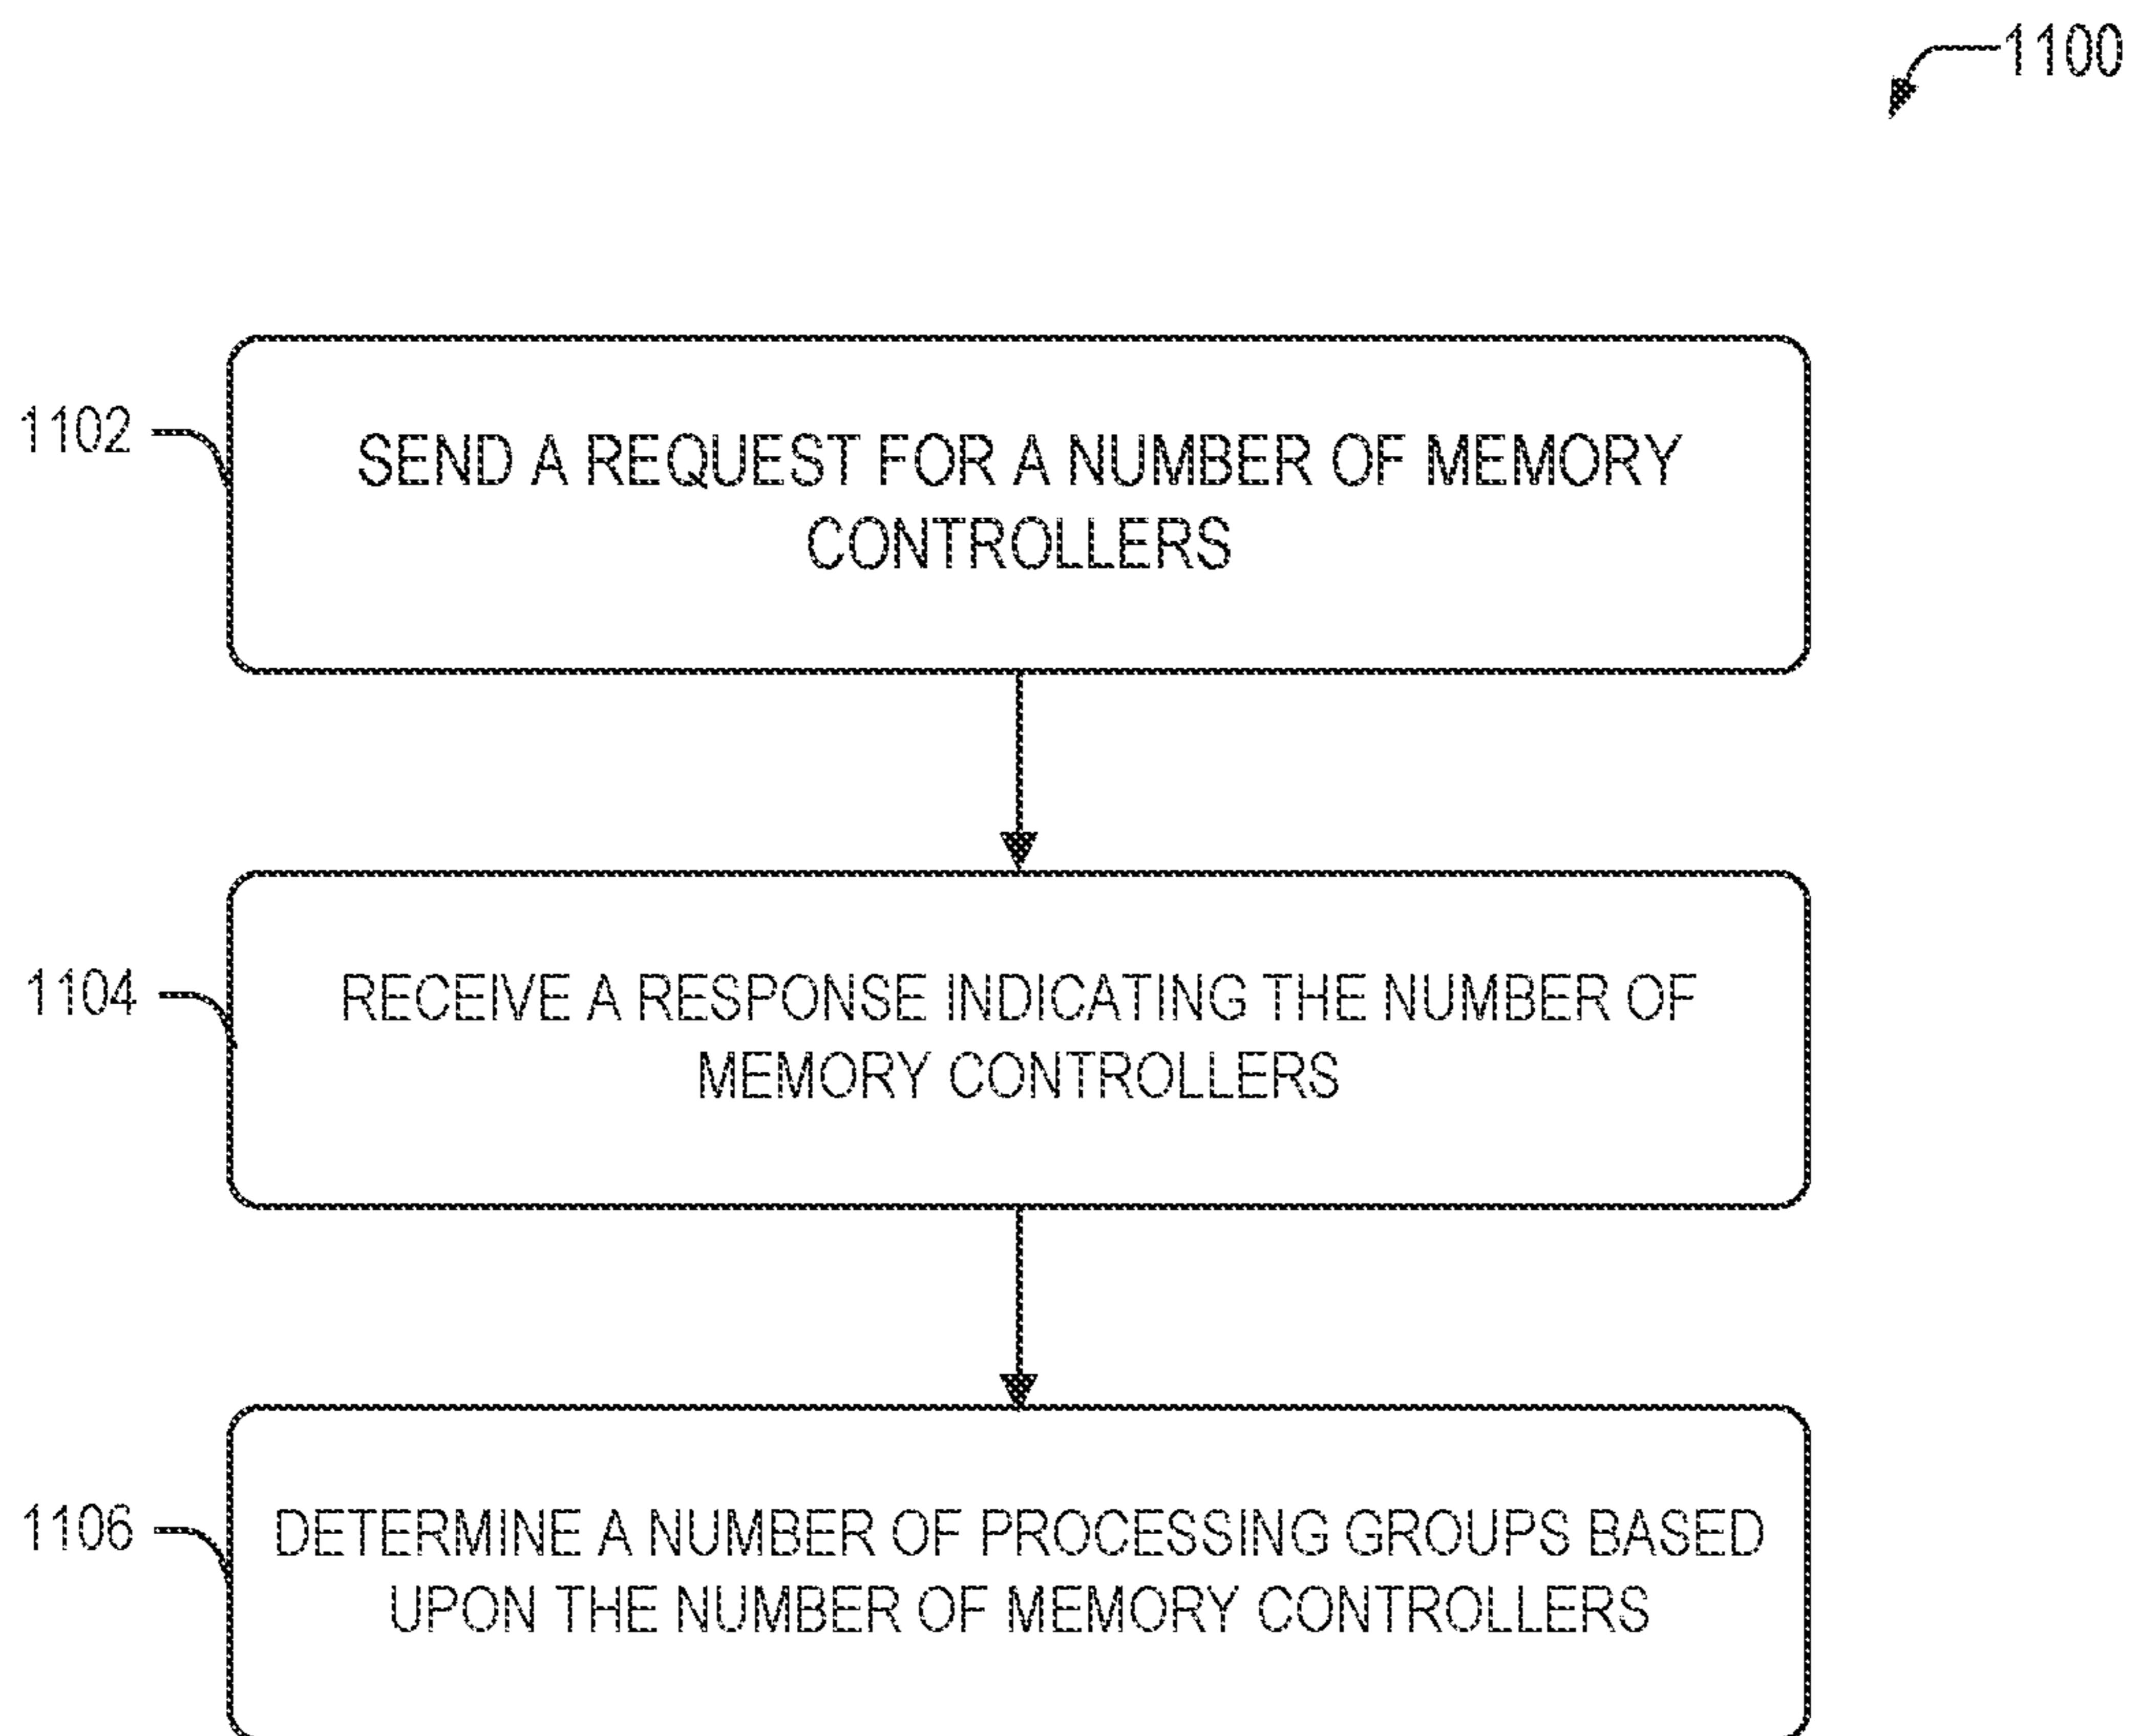 1100
1102
SEND A REQUEST FOR A NUMBER OF MEMORY
CONTROLLERS
1104
RECEIVE A RESPONSE INDICATING THE NUMBER OF
MEMORY CONTROLLERS
1106
DETERMINE A NUMBER OF PROCESSING GROUPS BASED
UPON THE NUMBER OF MEMORY CONTROLLERS